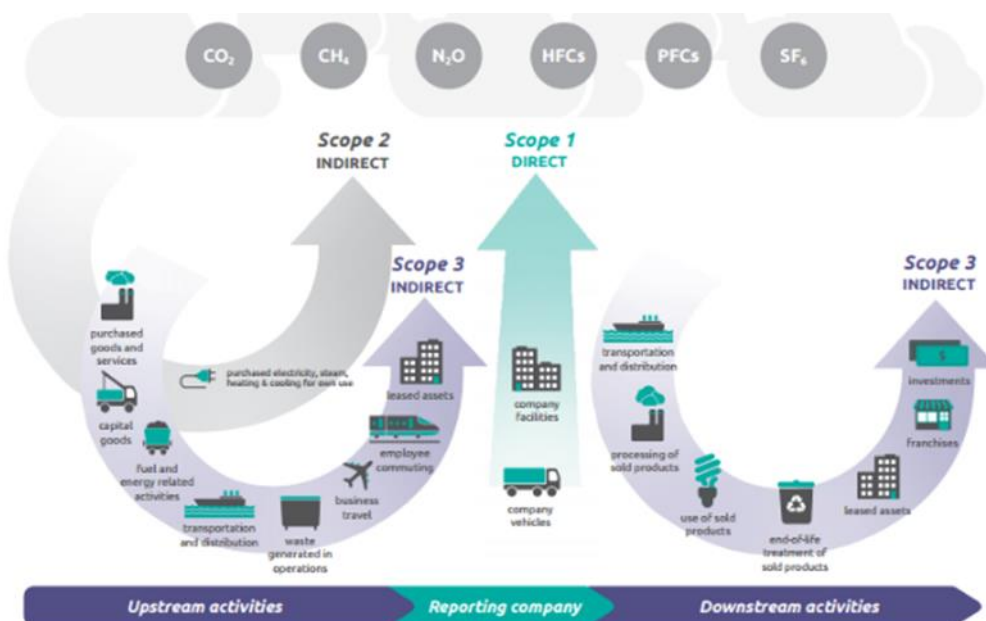 CO₂
CH₄
N₂O
HFCs
PFCs
SF₆
Scope 2
INDIRECT
Scope 1
DIRECT
Scope 3
INDIRECT
Scope 3
INDIRECT
purchased
goods and
services
capital
goods
fuel and
energy related
activities
transportation
and distribution
waste
generated in
operations
business
travel
employee
commuting
leased assets
purchased electricity, steam,
heating & cooling for own use
company
facilities
company
vehicles
transportation
and distribution
processing of
sold products
use of sold
products
end-of-life
treatment of
sold products
leased assets
franchises
investments
$
Upstream activities
Reporting company
Downstream activities